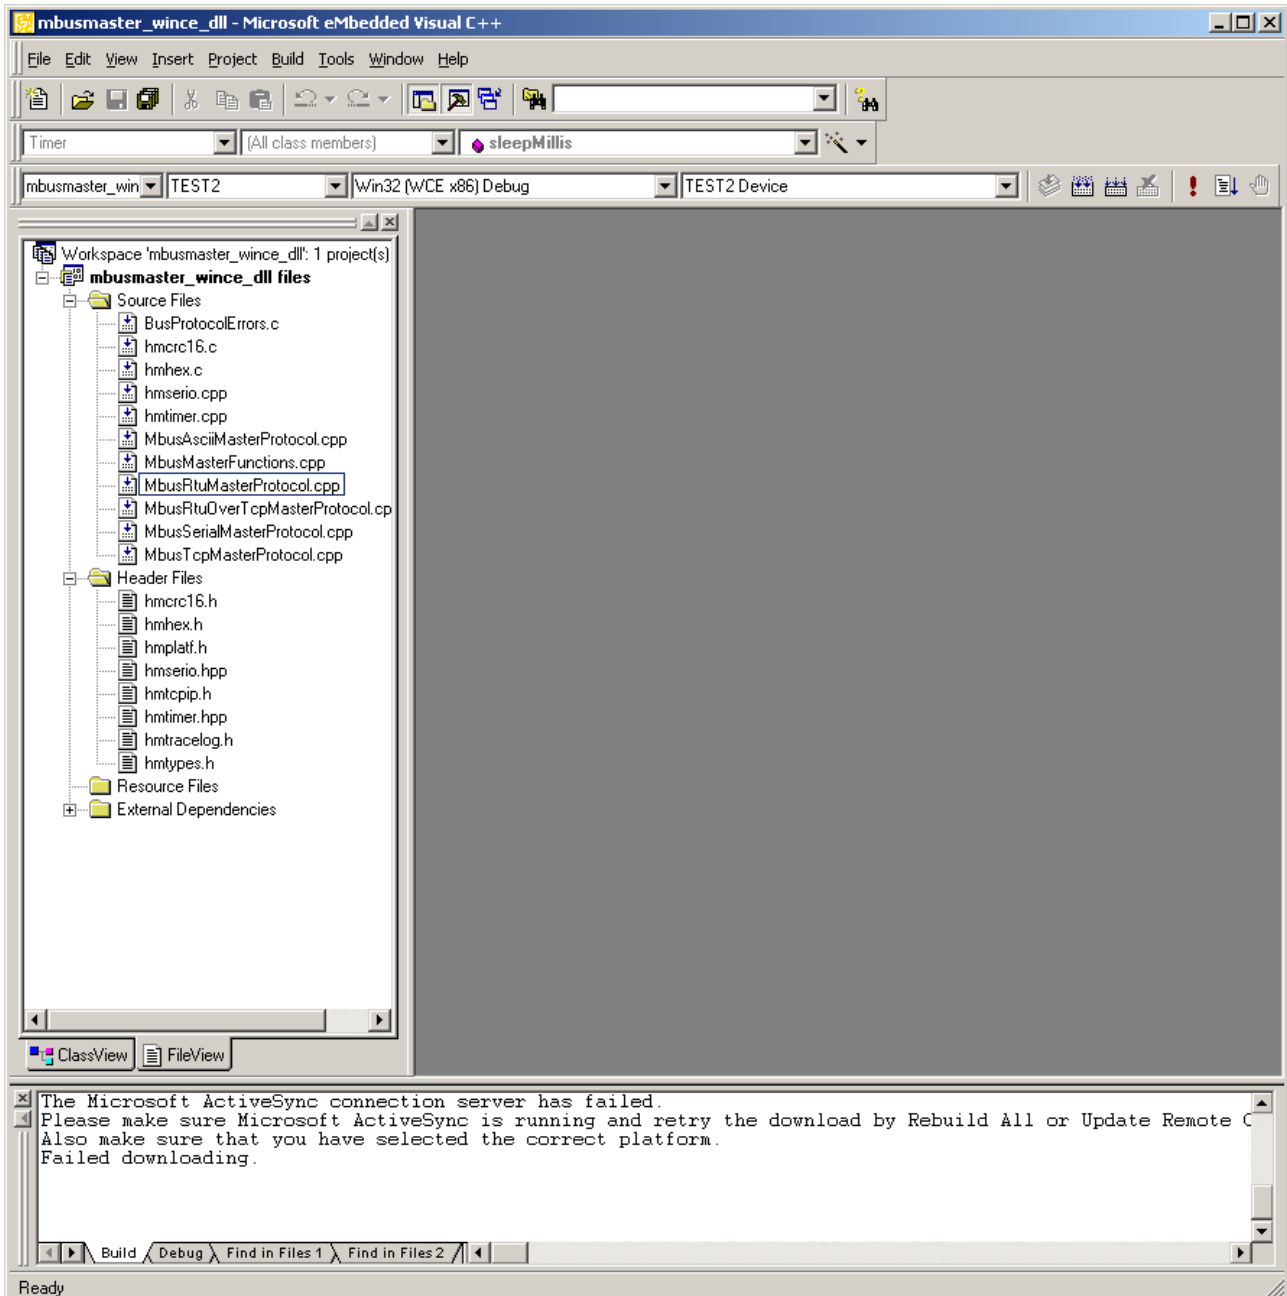 mbusmaster_wince_dll - Microsoft eMbedded Visual C++
File Edit View Insert Project Build Tools Window Help
Timer (All class members) sleepMillis
mbusmaster_win TEST2 Win32 (WCE x86) Debug TEST2 Device
Workspace 'mbusmaster_wince_dll': 1 project(s)
mbusmaster_wince_dll files
Source Files
BusProtocolErrors.c
hmcrc16.c
hmhex.c
hmserio.cpp
hmtimer.cpp
MbusAsciiMasterProtocol.cpp
MbusMasterFunctions.cpp
MbusRtuMasterProtocol.cpp
MbusRtuOverTcpMasterProtocol.cp
MbusSerialMasterProtocol.cpp
MbusTcpMasterProtocol.cpp
Header Files
hmcrc16.h
hmhex.h
hmplatf.h
hmserio.hpp
hmtcpip.h
hmtimer.hpp
hmtracelog.h
hmtypes.h
Resource Files
External Dependencies
ClassView FileView
The Microsoft ActiveSync connection server has failed.
Please make sure Microsoft ActiveSync is running and retry the download by Rebuild All or Update Remote
Also make sure that you have selected the correct platform.
Failed downloading.
Build Debug Find in Files 1 Find in Files 2
Ready